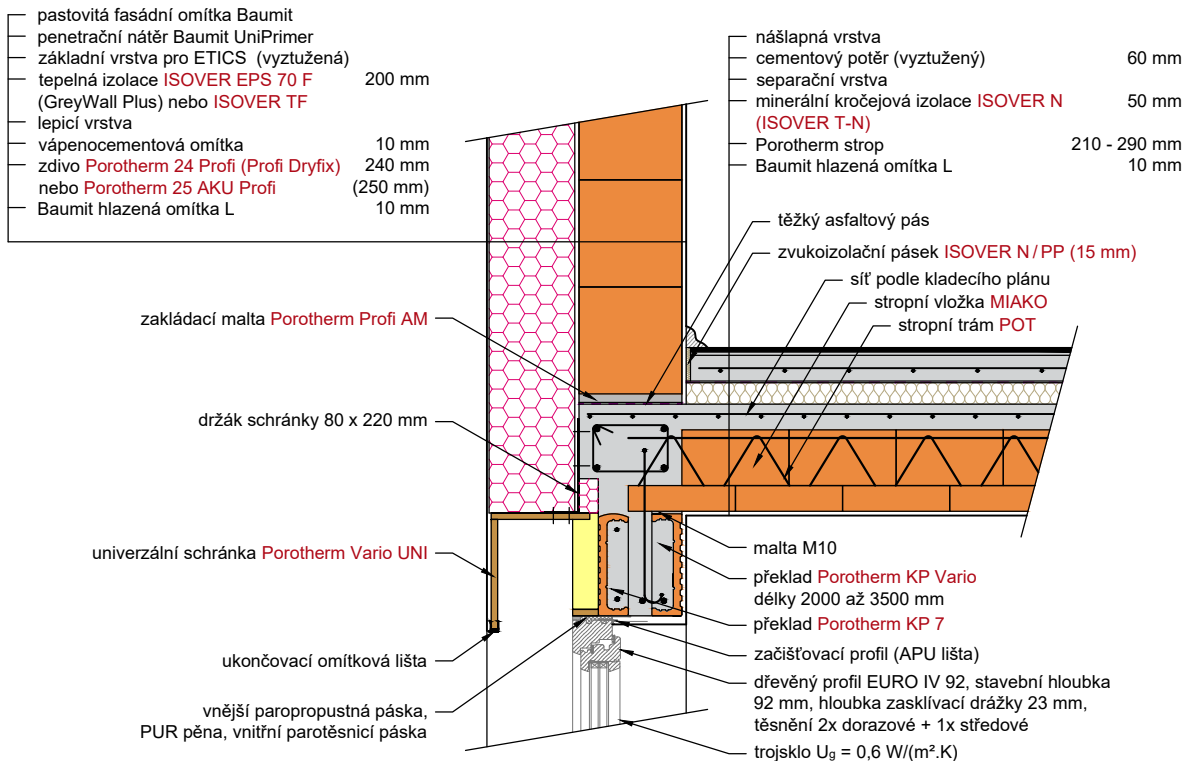 pastovitá fasádní omítka Baumit
penetrační nátěr Baumit UniPrimer
základní vrstva pro ETICS (vyztužená)
tepelná izolace ISOVER EPS 70 F 200 mm
(GreyWall Plus) nebo ISOVER TF
lepicí vrstva
vápenocementová omítka 10 mm
zdivo Porotherm 24 Profi (Profi Dryfix) 240 mm
nebo Porotherm 25 AKU Profi (250 mm)
Baumit hlazená omítka L 10 mm
nášlapná vrstva
cementový potěr (vyztužený) 60 mm
separační vrstva
minerální kročejová izolace ISOVER N 50 mm
(ISOVER T-N)
Porotherm strop 210 - 290 mm
Baumit hlazená omítka L 10 mm
těžký asfaltový pás
zvukoizolační pásek ISOVER N/PP (15 mm)
síť podle kladecího plánu
stropní vložka MIAKO
stropní trám POT
zakládací malta Porotherm Profi AM
držák schránky 80 x 220 mm
univerzální schránka Porotherm Vario UNI
ukončovací omítková lišta
vnější paropropustná páska,
PUR pěna, vnitřní parotěsnicí páska
malta M10
překlad Porotherm KP Vario
délky 2000 až 3500 mm
překlad Porotherm KP 7
začišťovací profil (APU lišta)
dřevěný profil EURO IV 92, stavební hloubka
92 mm, hloubka zasklívací drážky 23 mm,
těsnění 2x dorazové + 1x středové
trojsklo Ug = 0,6 W/(m².K)